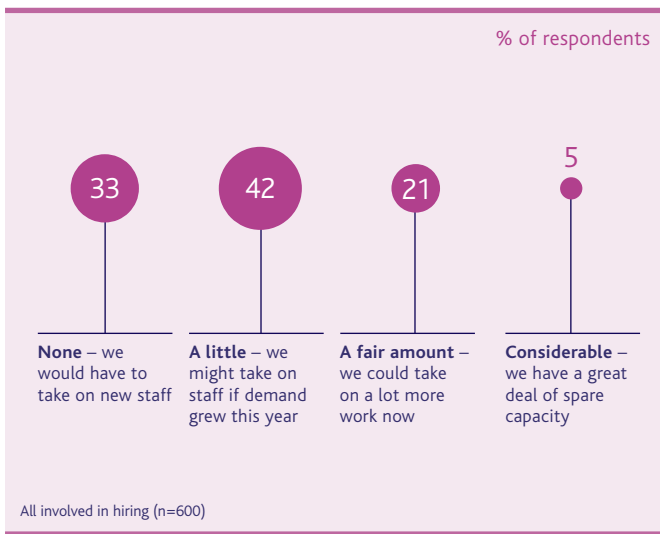 % of respondents
33
42
21
5
None – we
would have to
take on new staff
A little – we
might take on
staff if demand
grew this year
A fair amount –
we could take
on a lot more
work now
Considerable –
we have a great
deal of spare
capacity
All involved in hiring (n=600)